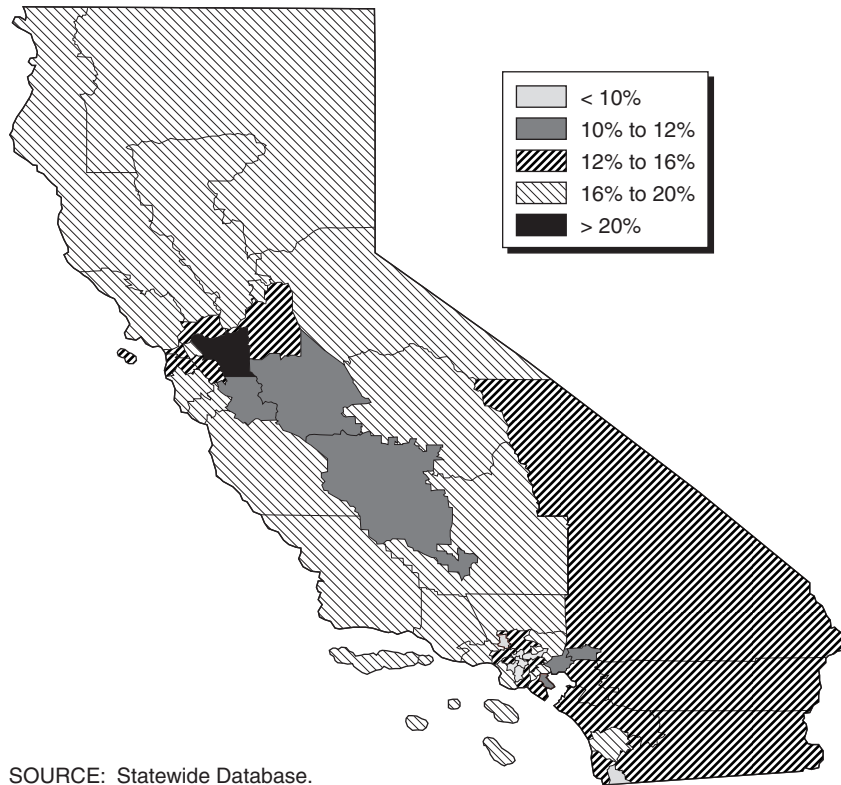 < 10%
10% to 12%
12% to 16%
16% to 20%
> 20%
SOURCE: Statewide Database.